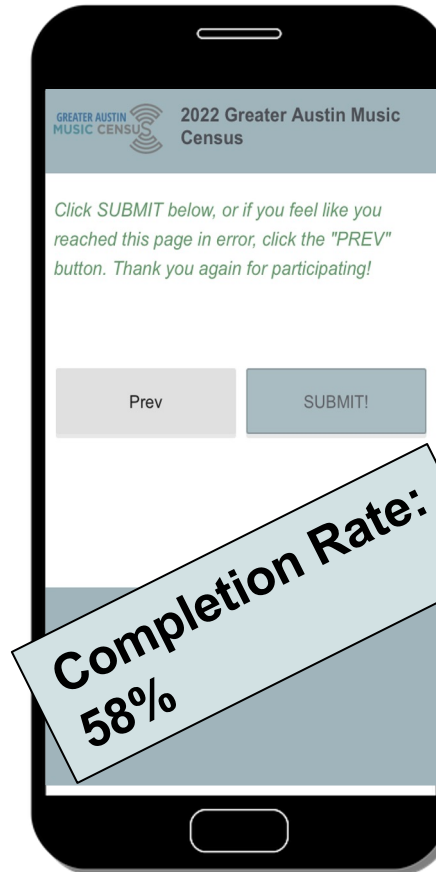 GREATER AUSTIN
MUSIC CENSUS
2022 Greater Austin Music
Census
Click SUBMIT below, or if you feel like you
reached this page in error, click the "PREV"
button. Thank you again for participating!
Prev
SUBMIT!
Completion Rate:
58%